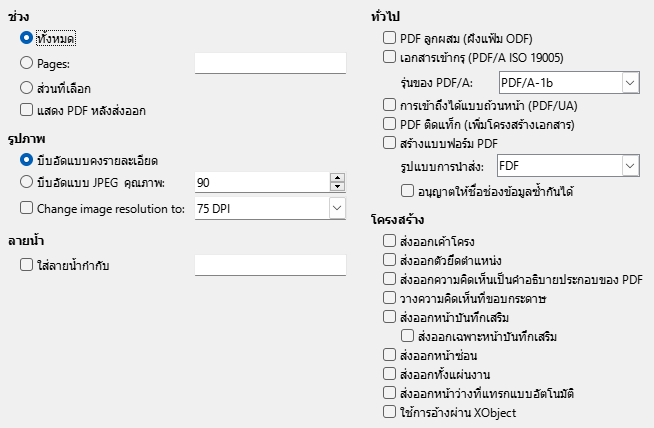 ช่วง
ทั้งหมด
Pages:
ส่วนที่เลือก
แสดง PDF หลังส่งออก
รูปภาพ
บีบอัดแบบคงรายละเอียด
บีบอัดแบบ JPEG คุณภาพ: 90
Change image resolution to: 75 DPI
ลายน้ำ
ใส่ลายน้ำกำกับ
ทั่วไป
PDF ลูกผสม (ฝังแฟ้ม ODF)
เอกสารเข้ากรุ (PDF/A ISO 19005)
รุ่นของ PDF/A: PDF/A-1b
การเข้าถึงได้แบบถ้วนหน้า (PDF/UA)
PDF ติดแท็ก (เพิ่มโครงสร้างเอกสาร)
สร้างแบบฟอร์ม PDF
รูปแบบการนำส่ง: FDF
อนุญาตให้ชื่อช่องข้อมูลซ้ำกันได้
โครงสร้าง
ส่งออกเค้าโครง
ส่งออกตัวยึดตำแหน่ง
ส่งออกความคิดเห็นเป็นคำอธิบายประกอบของ PDF
วางความคิดเห็นที่ขอบกระดาษ
ส่งออกหน้าบันทึกเสริม
ส่งออกเฉพาะหน้าบันทึกเสริม
ส่งออกหน้าซ่อน
ส่งออกทั้งแผ่นงาน
ส่งออกหน้าว่างที่แทรกแบบอัตโนมัติ
ใช้การอ้างผ่าน XObject